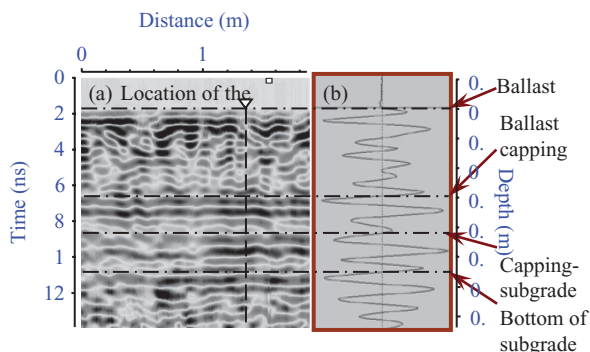 Distance (m)
0
1
0
2
4
6
8
1
12
Time (ns)
(a) Location of the
(b)
0.
0.
0.
0.
0.
0.
0.
0.
Depth (m)
Ballast
Ballast
capping
Capping-
subgrade
Bottom of
subgrade